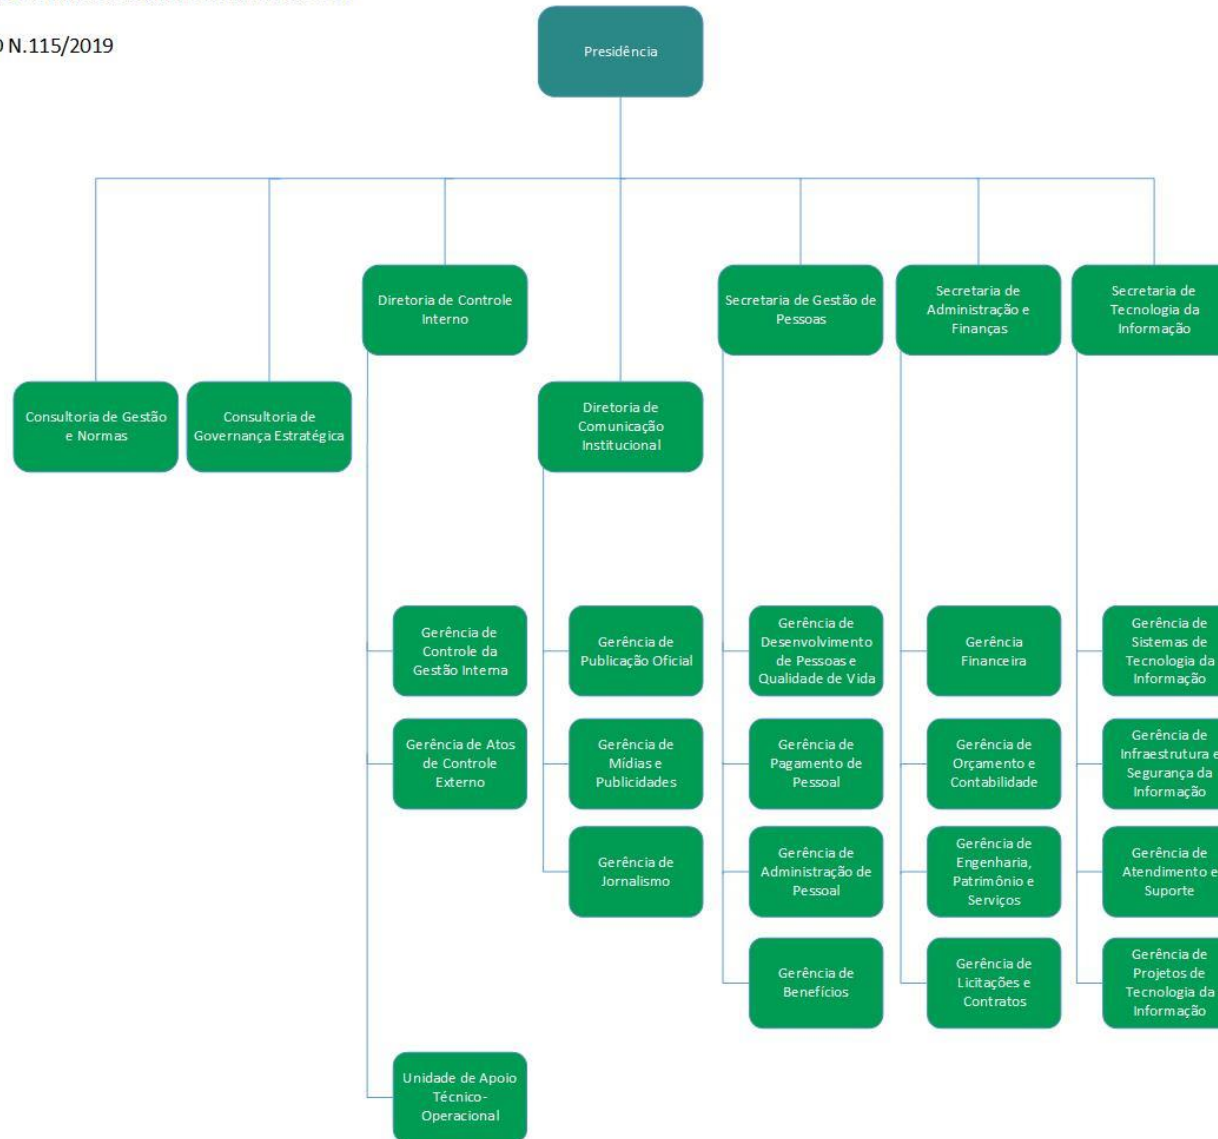 N.115/2019
Presidência
Diretoria de Controle
Interno
Secretaria de Gestão de
Pessoas
Secretaria de
Administração e
Finanças
Secretaria de
Tecnologia da
Informação
Consultoria de Gestão
e Normas
Consultoria de
Governança Estratégica
Diretoria de
Comunicação
Institucional
Gerência de
Controle da
Gestão Interna
Gerência de
Publicação Oficial
Gerência de
Desenvolvimento
de Pessoas e
Qualidade de Vida
Gerência
Financeira
Gerência de
Sistemas de
Tecnologia da
Informação
Gerência de Atos
de Controle
Externo
Gerência de
Mídias e
Publicidades
Gerência de
Pagamento de
Pessoal
Gerência de
Orçamento e
Contabilidade
Gerência de
Infraestrutura e
Segurança da
Informação
Gerência de
Jornalismo
Gerência de
Administração de
Pessoal
Gerência de
Engenharia,
Patrimônio e
Serviços
Gerência de
Atendimento e
Suporte
Gerência de
Benefícios
Gerência de
Licitações e
Contratos
Gerência de
Projetos de
Tecnologia da
Informação
Unidade de Apoio
Técnico-
Operacional